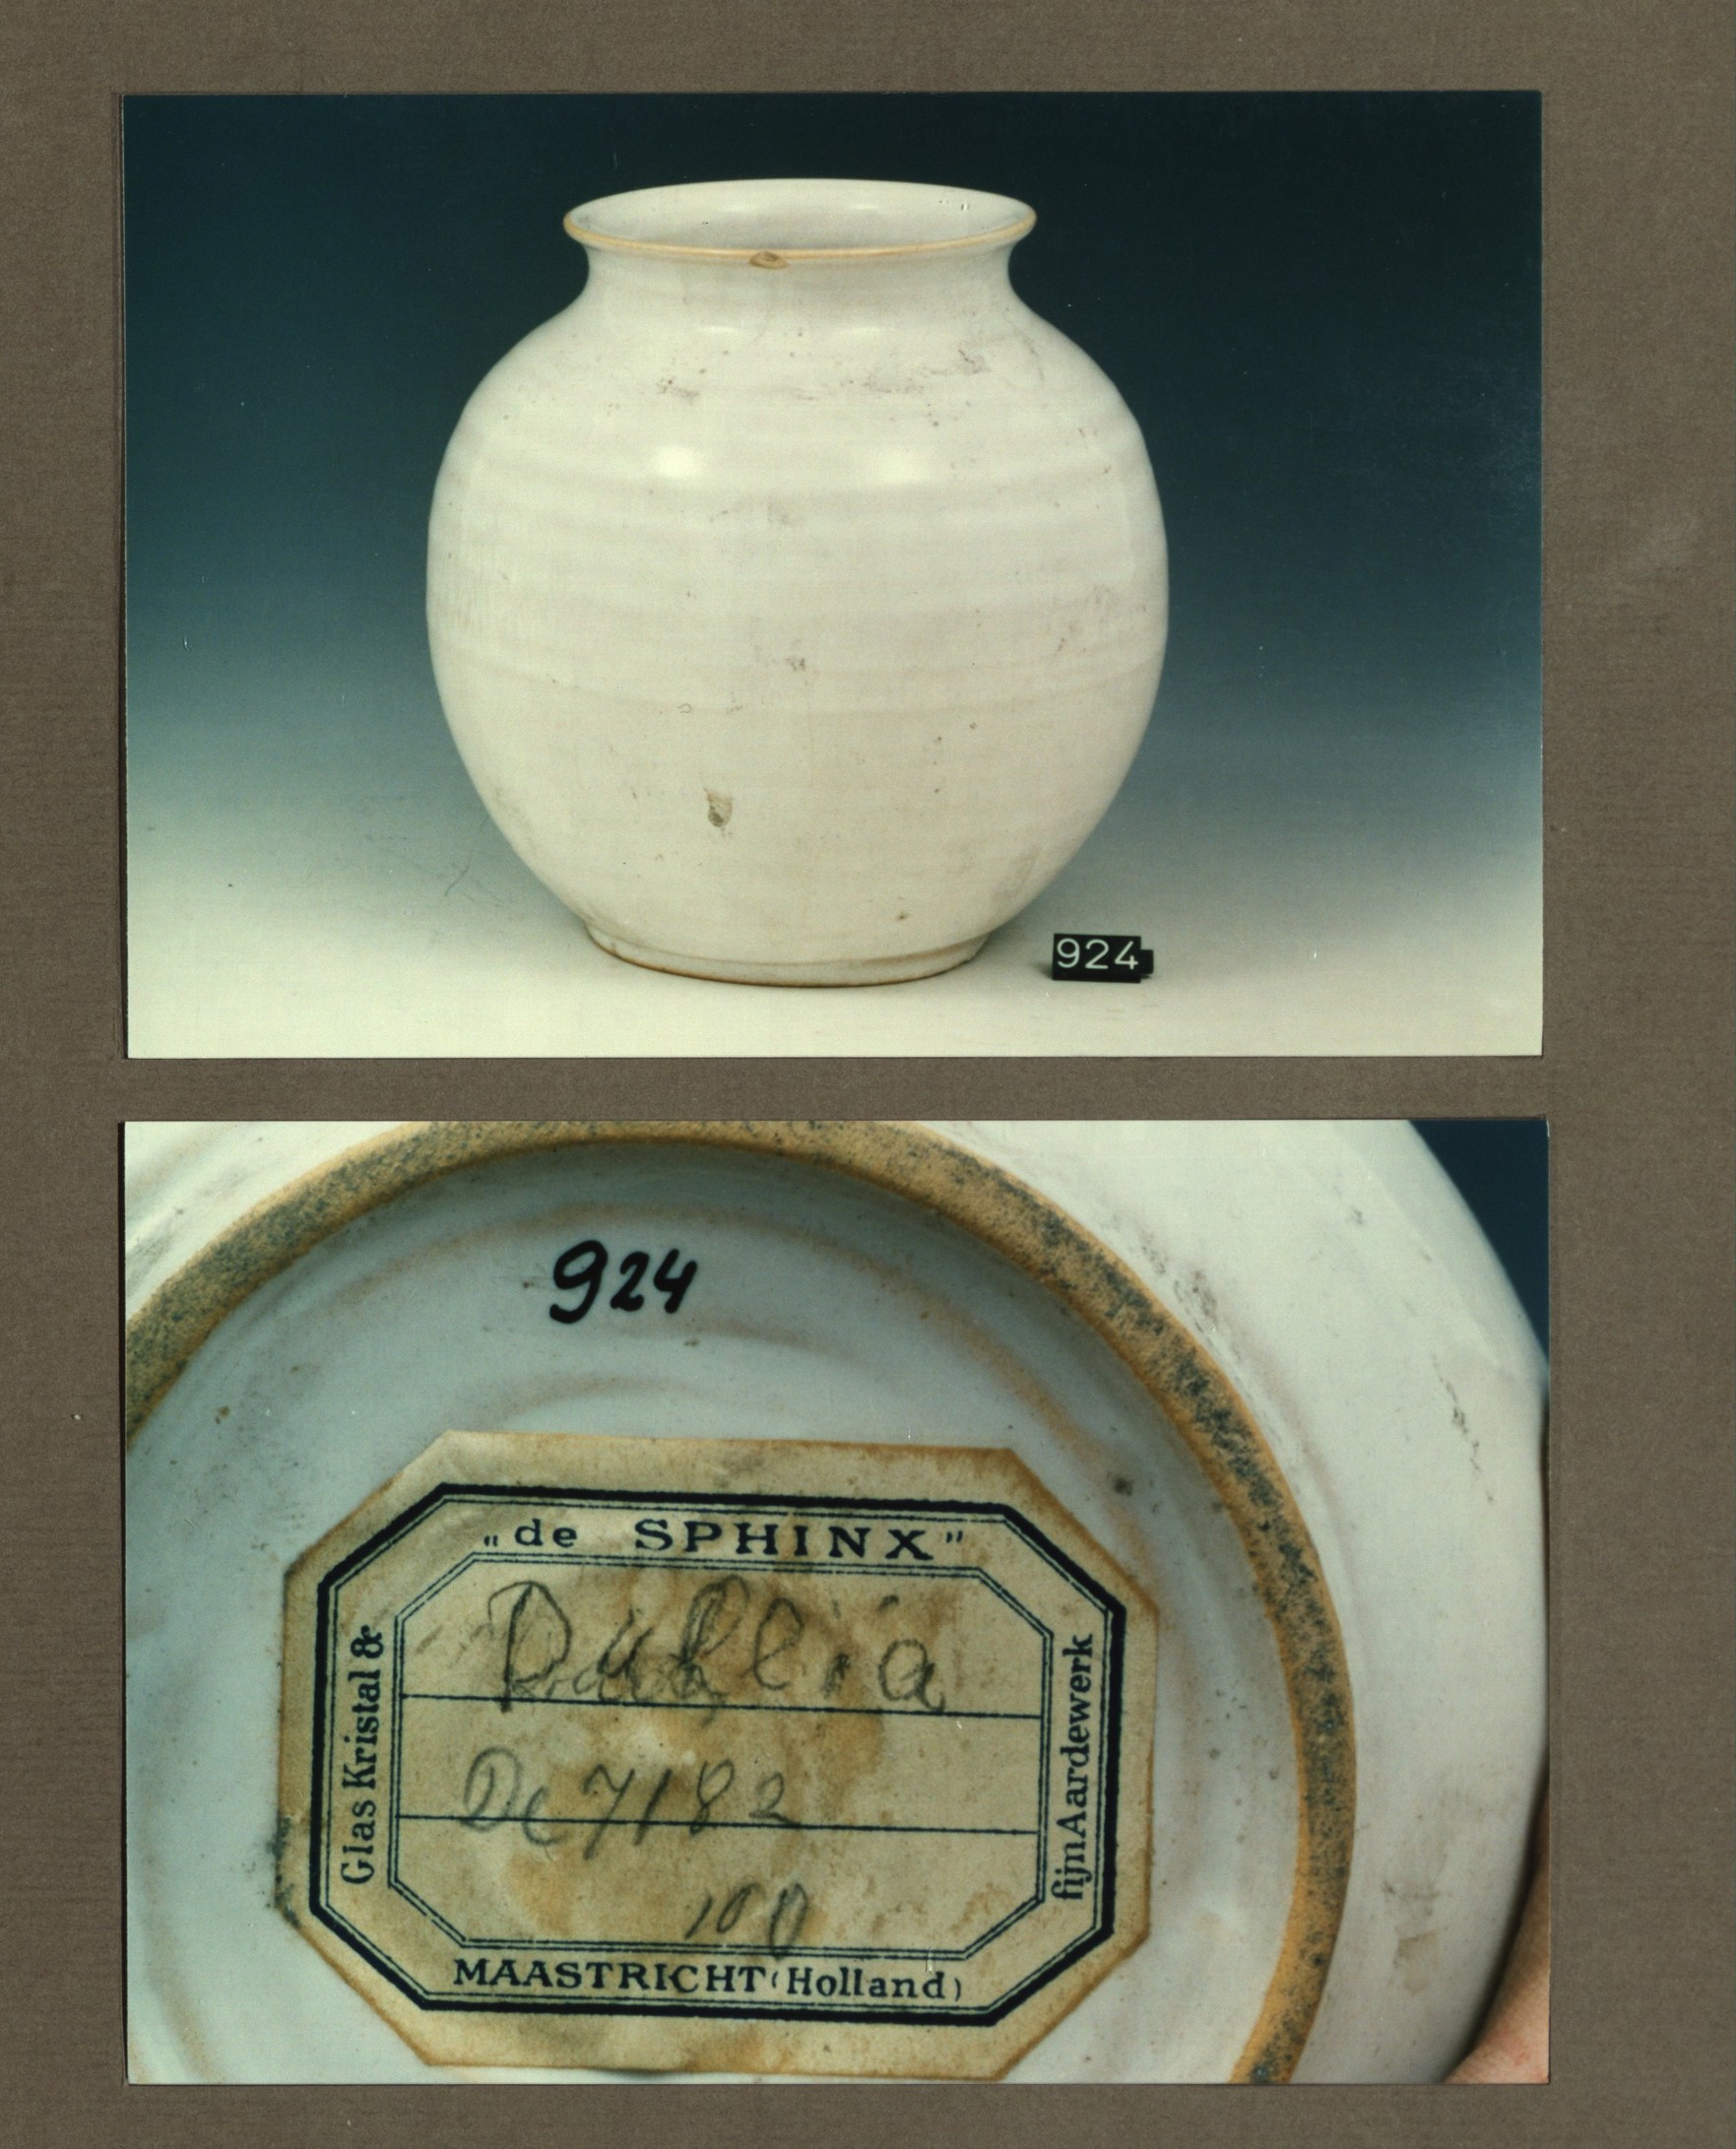 924
924
„de SPHINX”
Glas Kristal &
Dahlia
De 7182
100
fijn Aardewerk
MAASTRICHT (Holland)